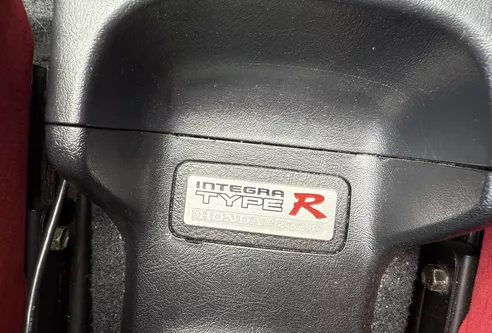 INTEGRA
TYPE R
HONDA